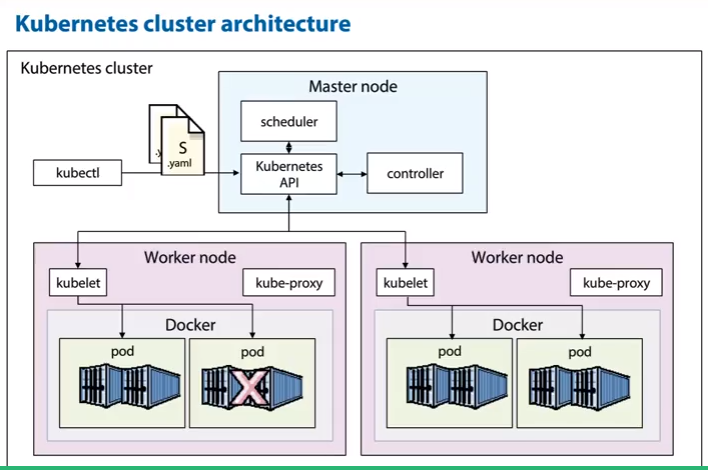 Kubernetes cluster architecture
Kubernetes cluster
Master node
scheduler
S
.y
.yaml
kubectl
Kubernetes
API
controller
Worker node
kubelet
kube-proxy
Docker
pod
pod
X
Worker node
kubelet
kube-proxy
Docker
pod
pod